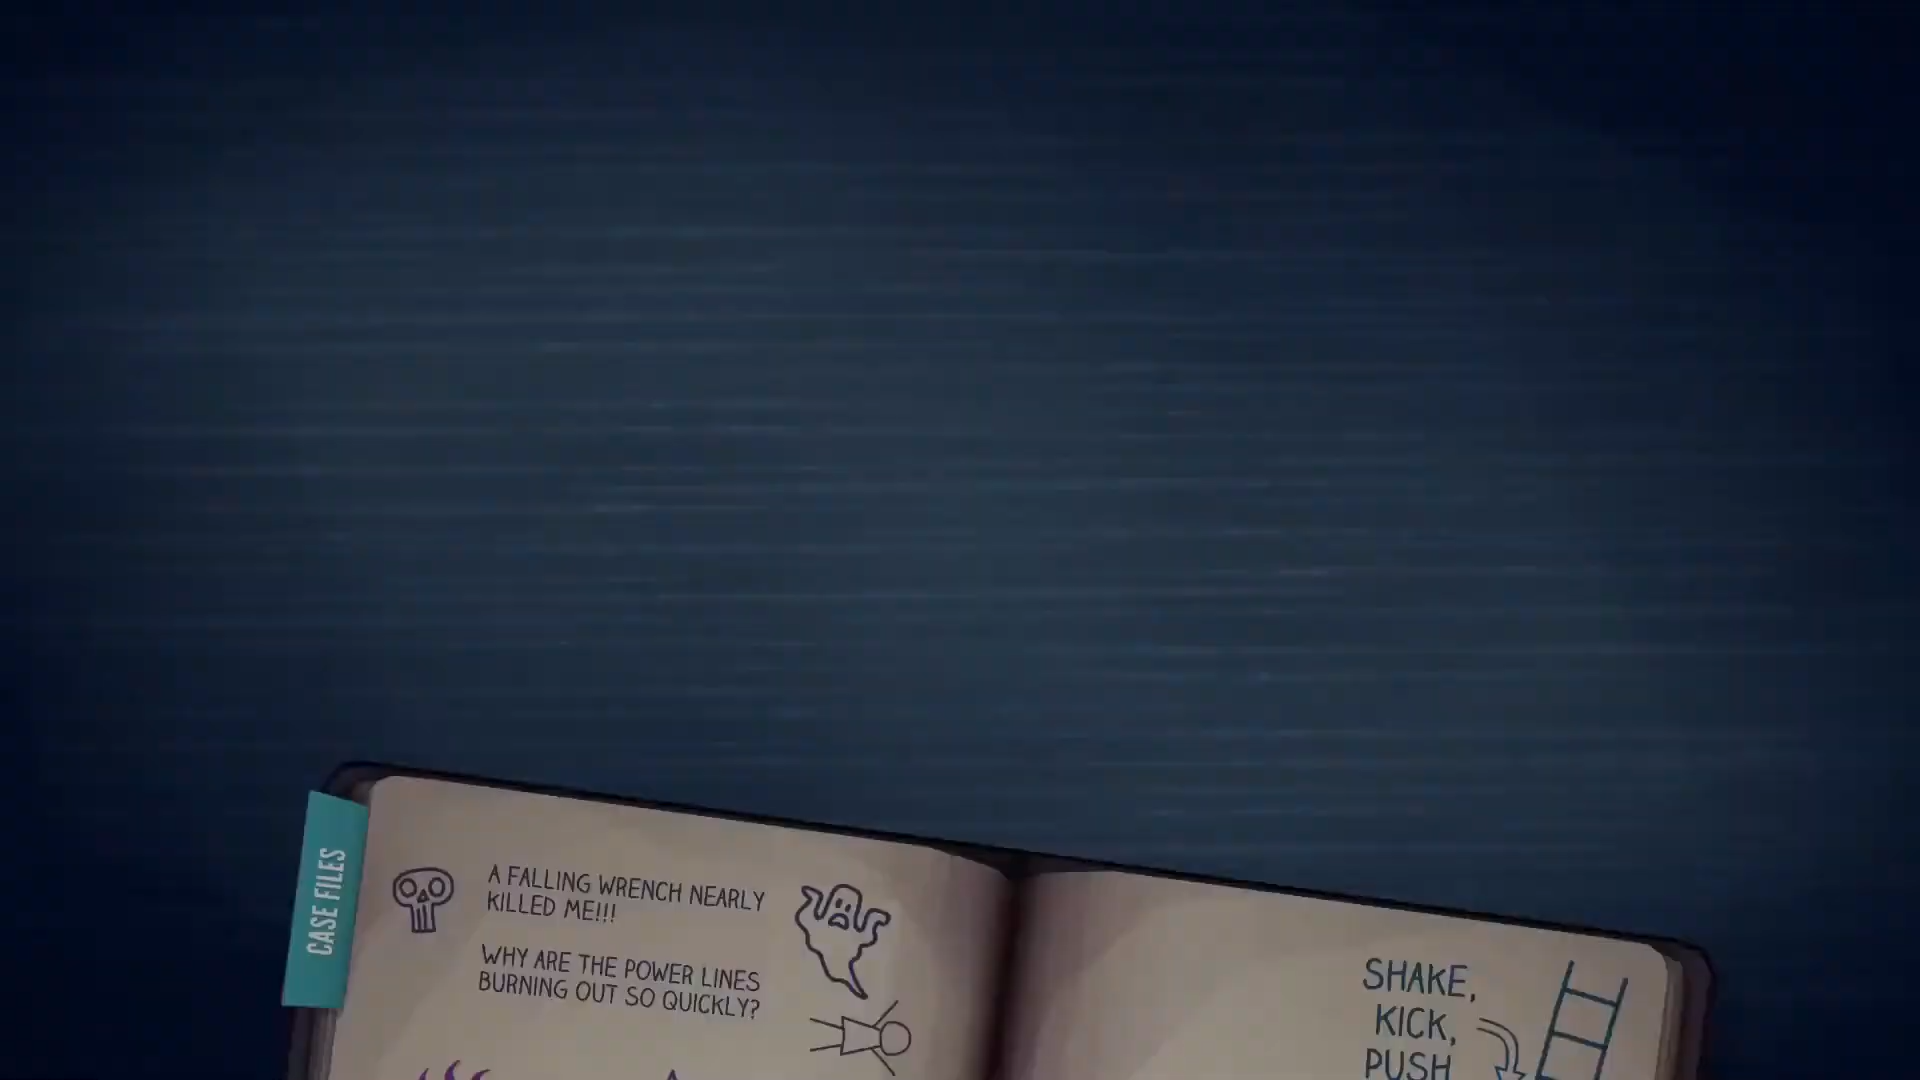 CASE FILES
A FALLING WRENCH NEARLY
KILLED ME!!!
WHY ARE THE POWER LINES
BURNING OUT SO QUICKLY?
SHAKE,
KICK,
PUSH